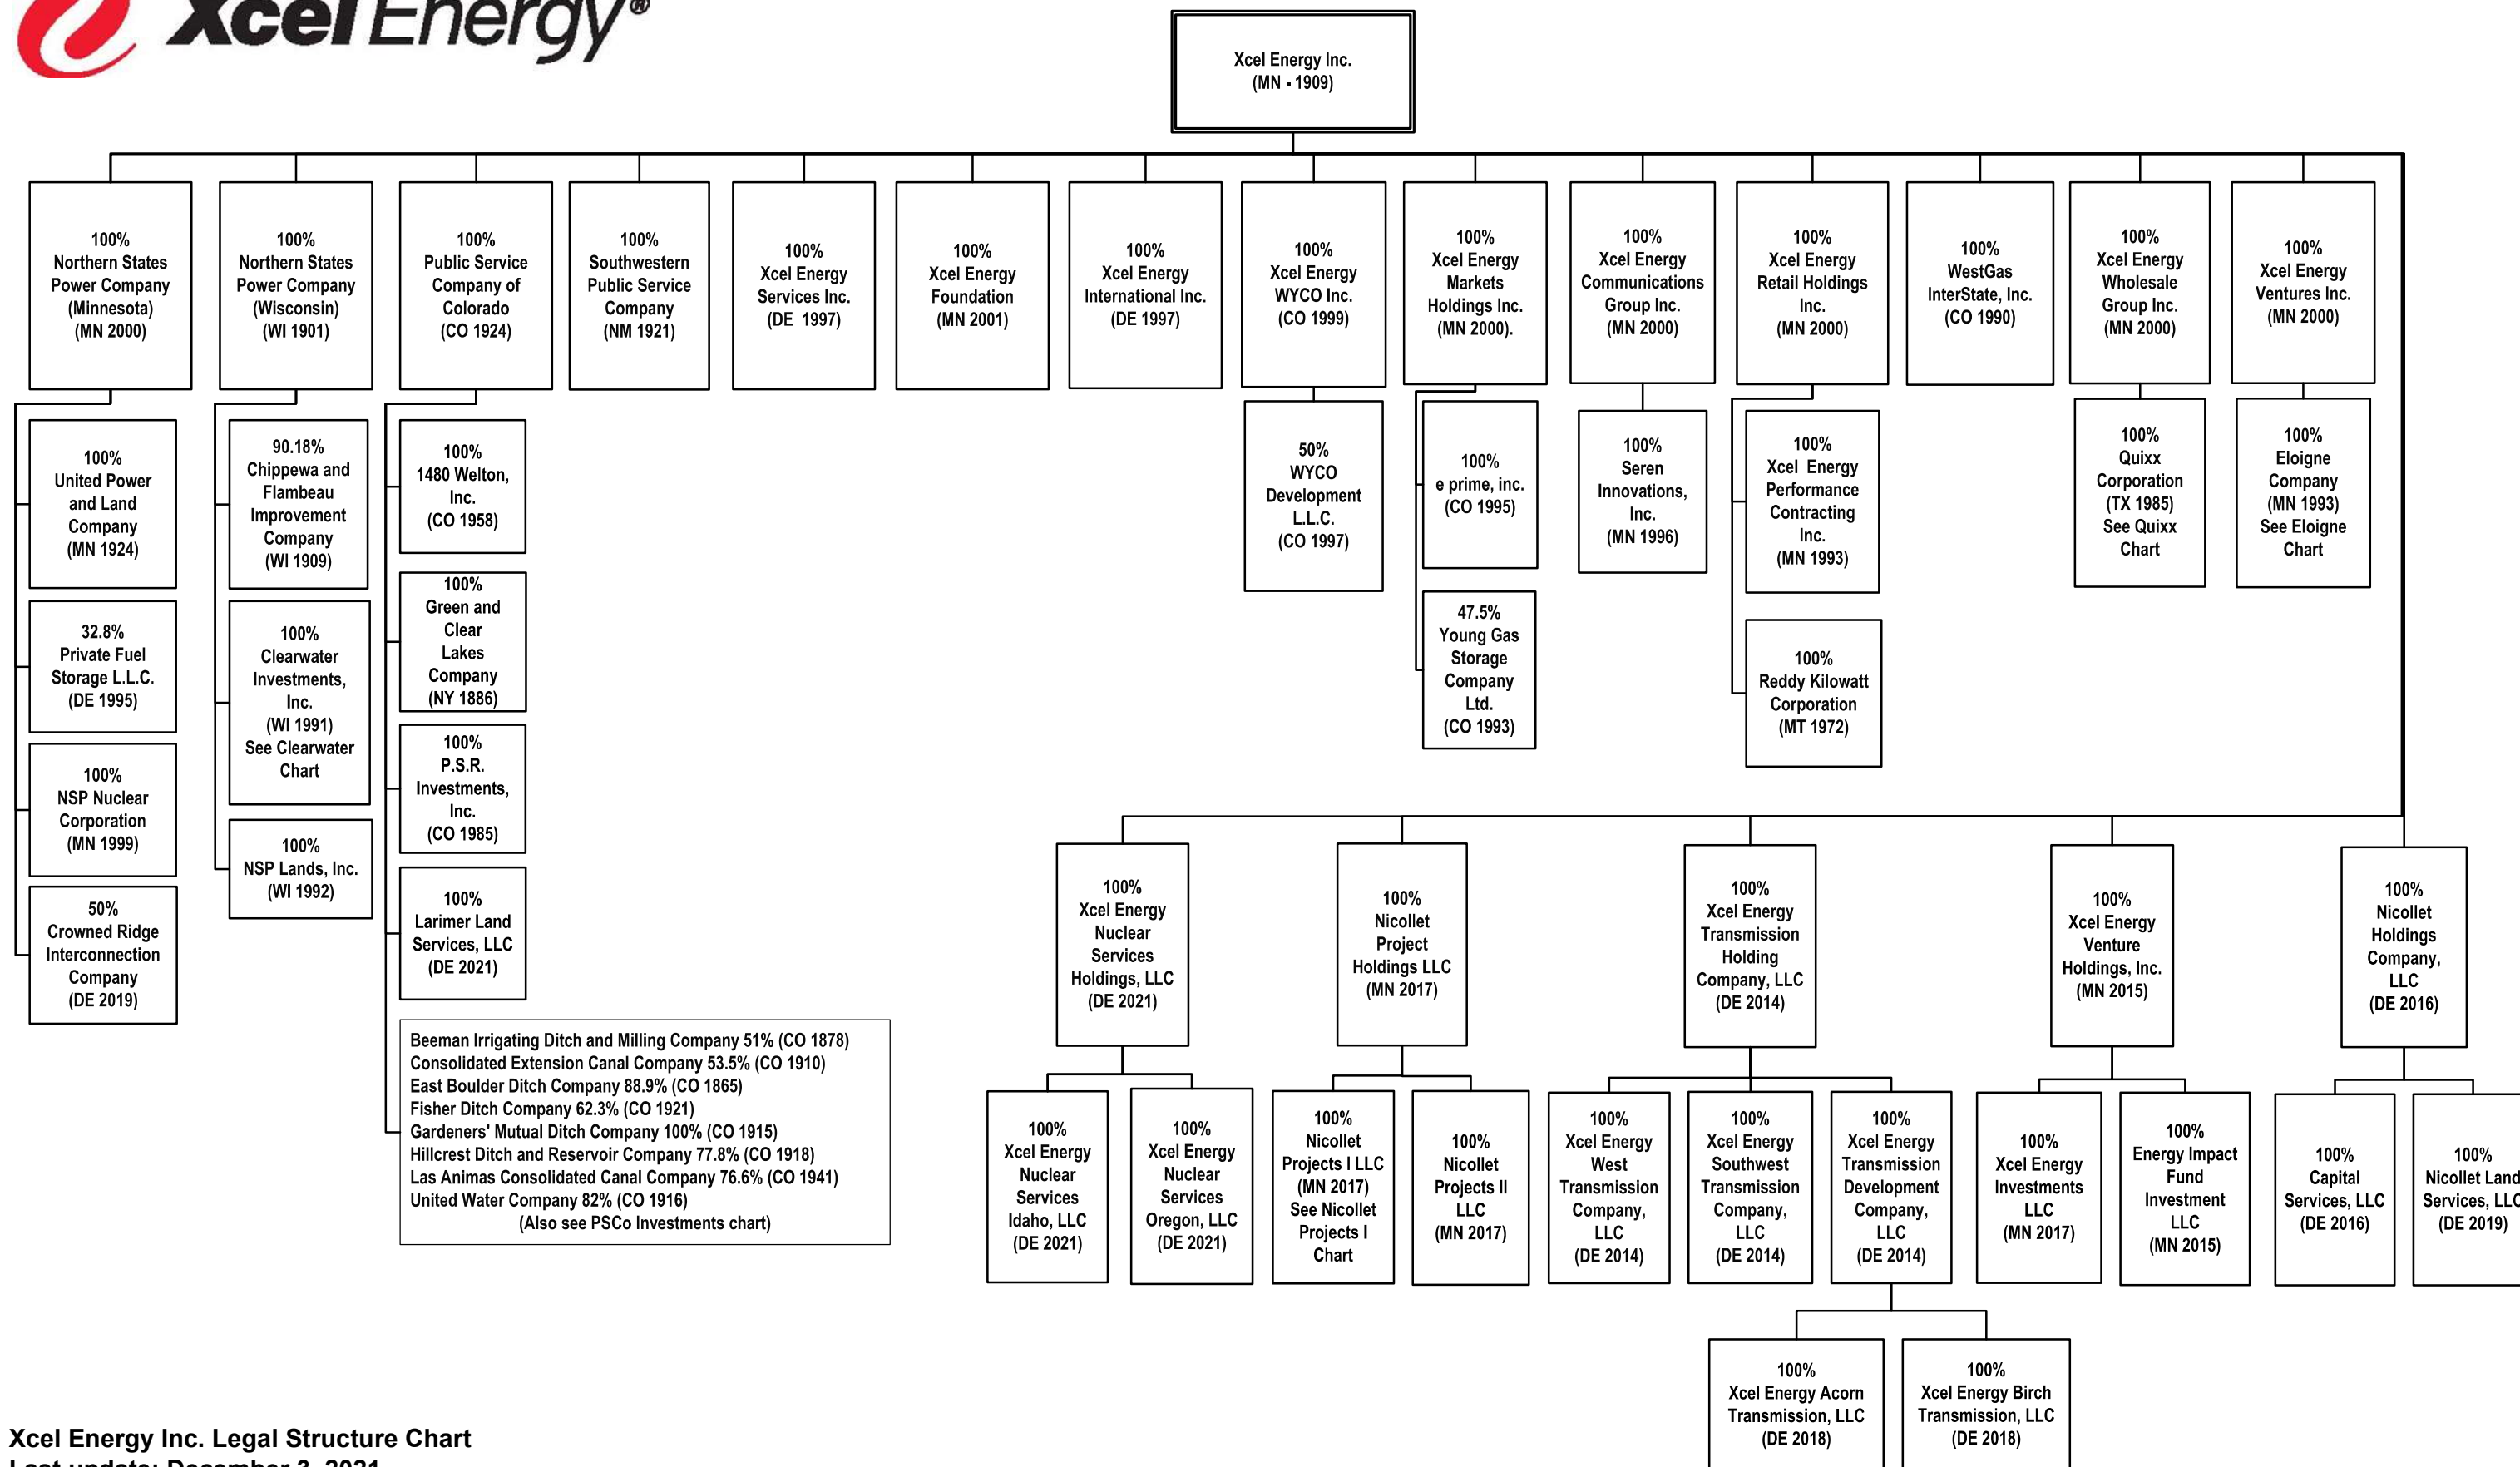 Xcel Energy®
Xcel Energy Inc.
(MN - 1909)
100%
Northern States
Power Company
(Minnesota)
(MN 2000)
100%
Northern States
Power Company
(Wisconsin)
(WI 1901)
100%
Public Service
Company of
Colorado
(CO 1924)
100%
Southwestern
Public Service
Company
(NM 1921)
100%
Xcel Energy
Services Inc.
(DE 1997)
100%
Xcel Energy
Foundation
(MN 2001)
100%
Xcel Energy
International Inc.
(DE 1997)
100%
Xcel Energy
WYCO Inc.
(CO 1999)
100%
Xcel Energy
Markets
Holdings Inc.
(MN 2000).
100%
Xcel Energy
Communications
Group Inc.
(MN 2000)
100%
Xcel Energy
Retail Holdings
Inc.
(MN 2000)
100%
WestGas
InterState, Inc.
(CO 1990)
100%
Xcel Energy
Wholesale
Group Inc.
(MN 2000)
100%
Xcel Energy
Ventures Inc.
(MN 2000)
100%
United Power
and Land
Company
(MN 1924)
32.8%
Private Fuel
Storage L.L.C.
(DE 1995)
100%
NSP Nuclear
Corporation
(MN 1999)
50%
Crowned Ridge
Interconnection
Company
(DE 2019)
90.18%
Chippewa and
Flambeau
Improvement
Company
(WI 1909)
100%
Clearwater
Investments,
Inc.
(WI 1991)
See Clearwater
Chart
100%
NSP Lands, Inc.
(WI 1992)
100%
1480 Welton,
Inc.
(CO 1958)
100%
Green and
Clear
Lakes
Company
(NY 1886)
100%
P.S.R.
Investments,
Inc.
(CO 1985)
100%
Larimer Land
Services, LLC
(DE 2021)
Beeman Irrigating Ditch and Milling Company 51% (CO 1878)
Consolidated Extension Canal Company 53.5% (CO 1910)
East Boulder Ditch Company 88.9% (CO 1865)
Fisher Ditch Company 62.3% (CO 1921)
Gardeners' Mutual Ditch Company 100% (CO 1915)
Hillcrest Ditch and Reservoir Company 77.8% (CO 1918)
Las Animas Consolidated Canal Company 76.6% (CO 1941)
United Water Company 82% (CO 1916)
(Also see PSCo Investments chart)
50%
WYCO
Development
L.L.C.
(CO 1997)
100%
e prime, inc.
(CO 1995)
47.5%
Young Gas
Storage
Company
Ltd.
(CO 1993)
100%
Seren
Innovations,
Inc.
(MN 1996)
100%
Xcel Energy
Performance
Contracting
Inc.
(MN 1993)
100%
Reddy Kilowatt
Corporation
(MT 1972)
100%
Quixx
Corporation
(TX 1985)
See Quixx
Chart
100%
Eloigne
Company
(MN 1993)
See Eloigne
Chart
100%
Xcel Energy
Nuclear
Services
Holdings, LLC
(DE 2021)
100%
Nicollet
Project
Holdings LLC
(MN 2017)
100%
Xcel Energy
Transmission
Holding
Company, LLC
(DE 2014)
100%
Xcel Energy
Venture
Holdings, Inc.
(MN 2015)
100%
Nicollet
Holdings
Company,
LLC
(DE 2016)
100%
Xcel Energy
Nuclear
Services
Idaho, LLC
(DE 2021)
100%
Xcel Energy
Nuclear
Services
Oregon, LLC
(DE 2021)
100%
Nicollet
Projects I LLC
(MN 2017)
See Nicollet
Projects I
Chart
100%
Nicollet
Projects II
LLC
(MN 2017)
100%
Xcel Energy
West
Transmission
Company,
LLC
(DE 2014)
100%
Xcel Energy
Southwest
Transmission
Company,
LLC
(DE 2014)
100%
Xcel Energy
Transmission
Development
Company,
LLC
(DE 2014)
100%
Xcel Energy
Investments
LLC
(MN 2017)
100%
Energy Impact
Fund
Investment
LLC
(MN 2015)
100%
Capital
Services, LLC
(DE 2016)
100%
Nicollet Land
Services, LLC
(DE 2019)
100%
Xcel Energy Acorn
Transmission, LLC
(DE 2018)
100%
Xcel Energy Birch
Transmission, LLC
(DE 2018)
Xcel Energy Inc. Legal Structure Chart
Last update: December 3, 2021